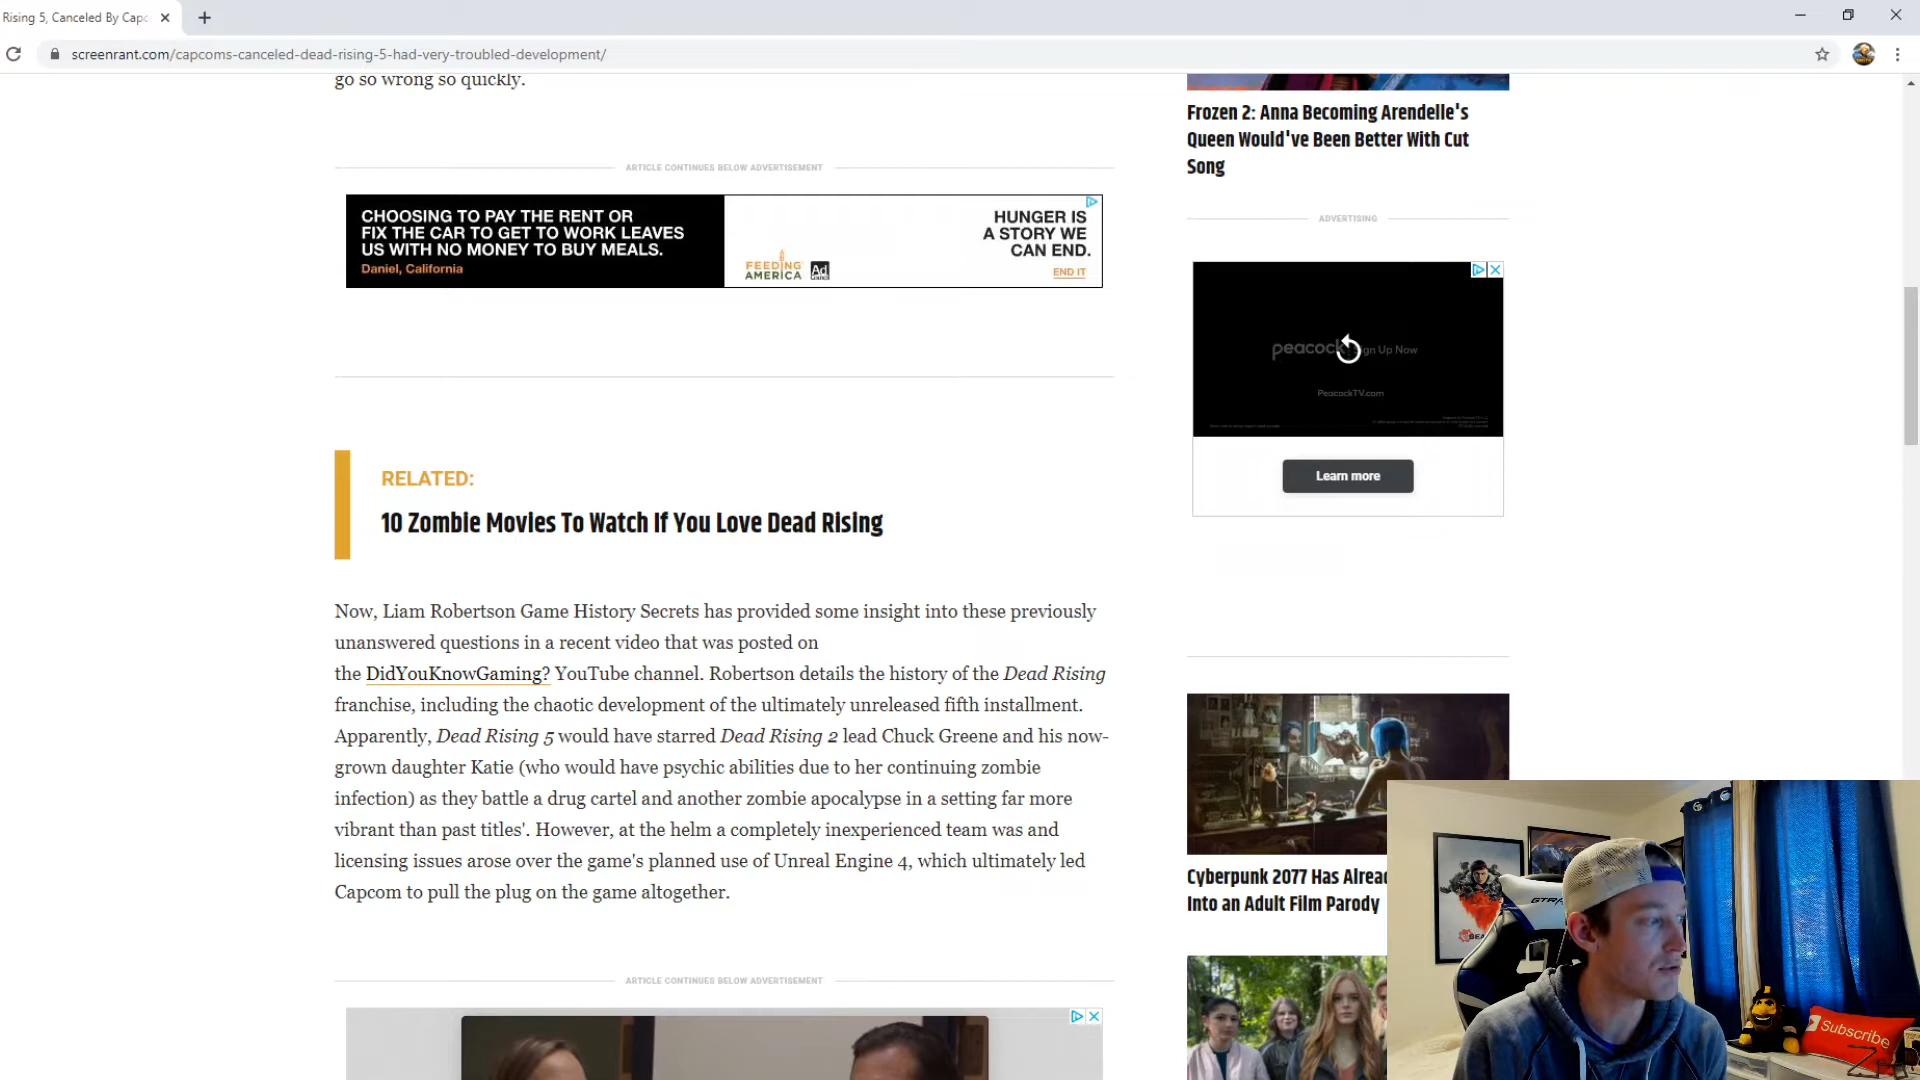 Rising 5, Canceled By Capc
screenrant.com/capcoms-canceled-dead-rising-5-had-very-troubled-development/
go so wrong so quickly.
ARTICLE CONTINUES BELOW ADVERTISEMENT
CHOOSING TO PAY THE RENT OR
FIX THE CAR TO GET TO WORK LEAVES
US WITH NO MONEY TO BUY MEALS.
Daniel, California
FEEDING
AMERICA
Ad
HUNGER IS
A STORY WE
CAN END.
END IT
RELATED:
10 Zombie Movies To Watch If You Love Dead Rising
Now, Liam Robertson Game History Secrets has provided some insight into these previously
unanswered questions in a recent video that was posted on
the DidYouKnowGaming? YouTube channel. Robertson details the history of the Dead Rising
franchise, including the chaotic development of the ultimately unreleased fifth installment.
Apparently, Dead Rising 5 would have starred Dead Rising 2 lead Chuck Greene and his now-
grown daughter Katie (who would have psychic abilities due to her continuing zombie
infection) as they battle a drug cartel and another zombie apocalypse in a setting far more
vibrant than past titles'. However, at the helm a completely inexperienced team was and
licensing issues arose over the game's planned use of Unreal Engine 4, which ultimately led
Capcom to pull the plug on the game altogether.
ARTICLE CONTINUES BELOW ADVERTISEMENT
Frozen 2: Anna Becoming Arendelle's
Queen Would've Been Better With Cut
Song
ADVERTISING
peacock gn Up Now
PeacockTV.com
Learn more
Cyberpunk 2077 Has Alrea
Into an Adult Film Parody
GTRA
Subscribe